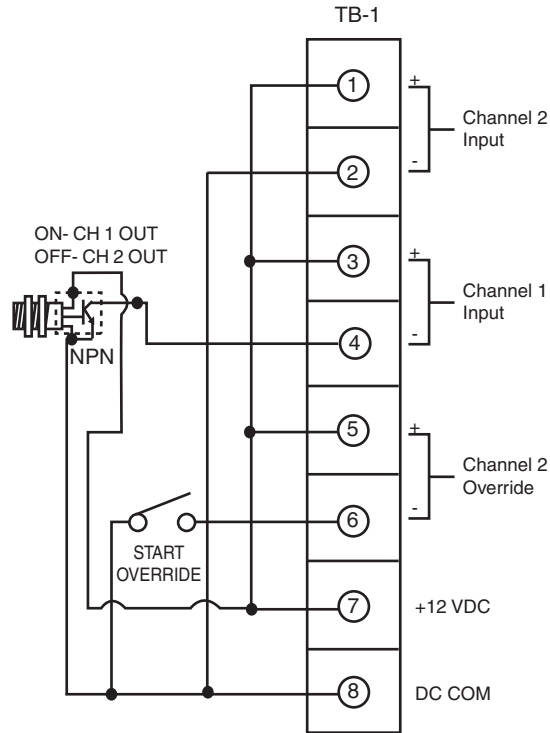 TB-1
1
+
Channel 2
Input
2
-
ON- CH 1 OUT
OFF- CH 2 OUT
3
+
Channel 1
Input
NPN
4
-
5
+
Channel 2
Override
6
-
START
OVERRIDE
7
+12 VDC
8
DC COM